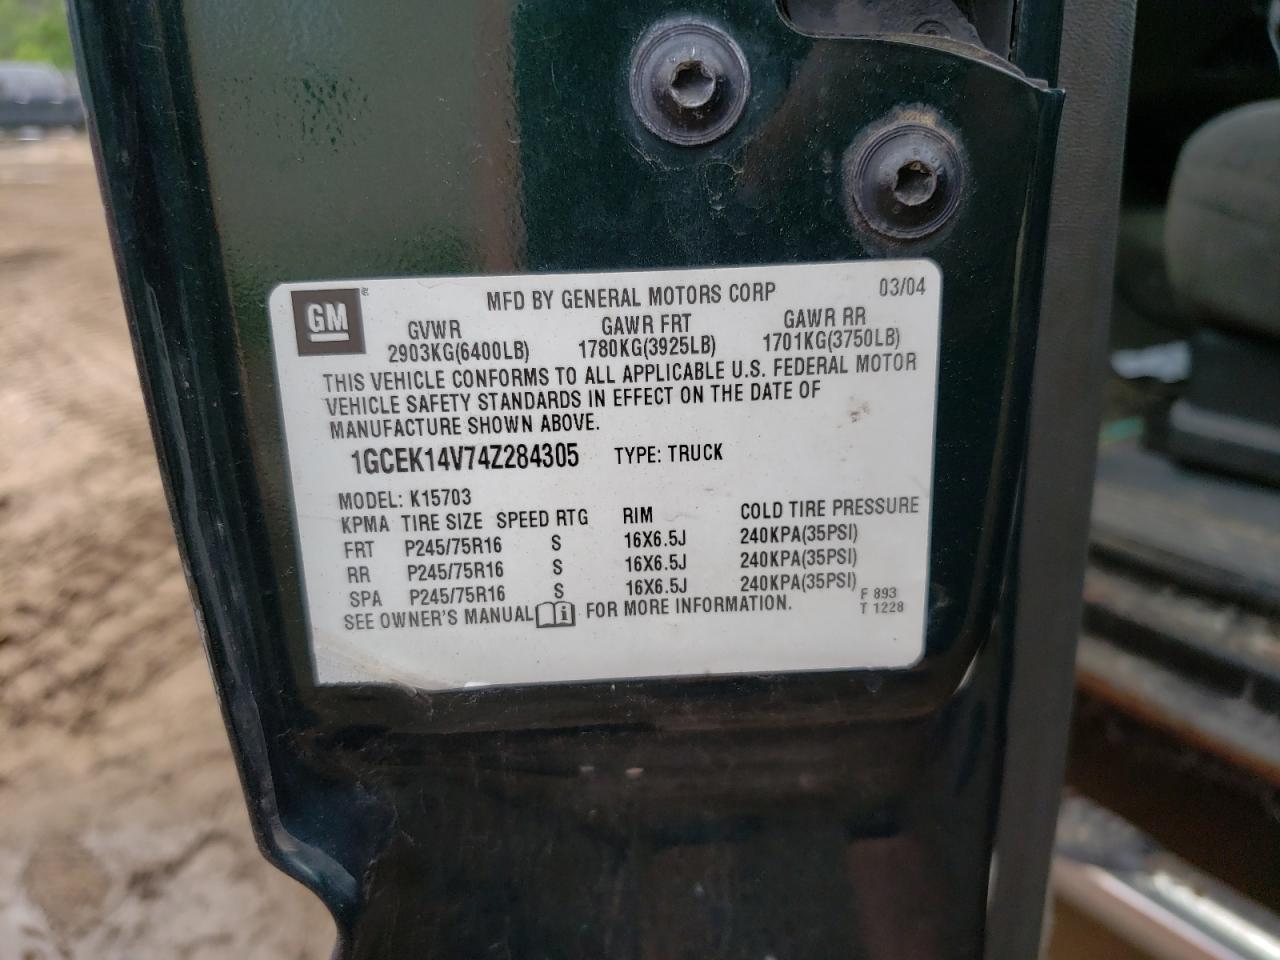 GM ®
MFD BY GENERAL MOTORS CORP 03/04
GVWR GAWR FRT GAWR RR
2903KG(6400LB) 1780KG(3925LB) 1701KG(3750LB)
THIS VEHICLE CONFORMS TO ALL APPLICABLE U.S. FEDERAL MOTOR
VEHICLE SAFETY STANDARDS IN EFFECT ON THE DATE OF
MANUFACTURE SHOWN ABOVE.
1GCEK14V74Z284305 TYPE: TRUCK
MODEL: K15703
KPMA TIRE SIZE SPEED RTG RIM COLD TIRE PRESSURE
FRT P245/75R16 S 16X6.5J 240KPA(35PSI)
RR P245/75R16 S 16X6.5J 240KPA(35PSI)
SPA P245/75R16 S 16X6.5J 240KPA(35PSI)
SEE OWNER'S MANUAL i FOR MORE INFORMATION.
F 893
T 1228